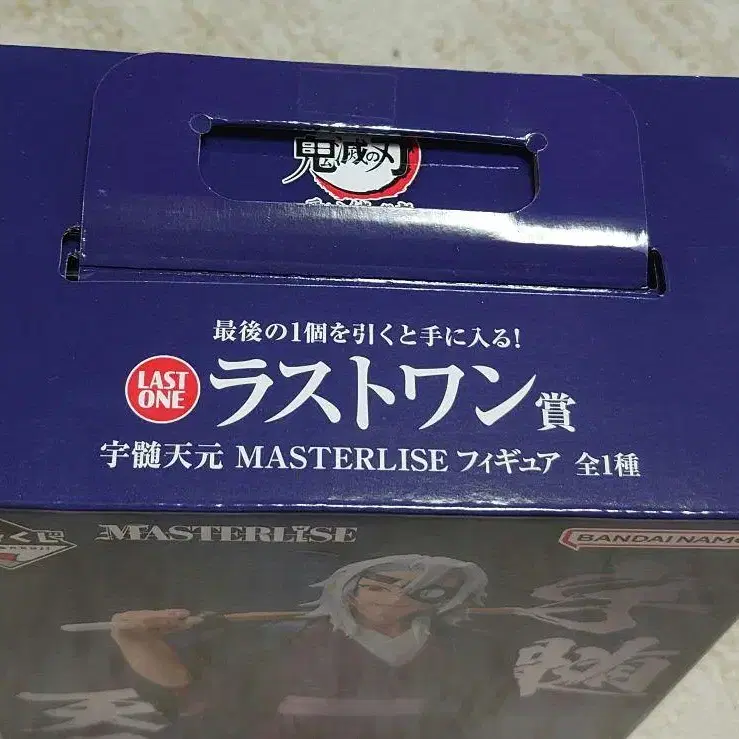 鬼滅の刃
最後の1個を引くと手に入る!
LAST ONE
ラストワン賞
宇髄天元 MASTERLISE フィギュア 全1種
MASTERLISE
BANDAI NAMCO
宇髄
天